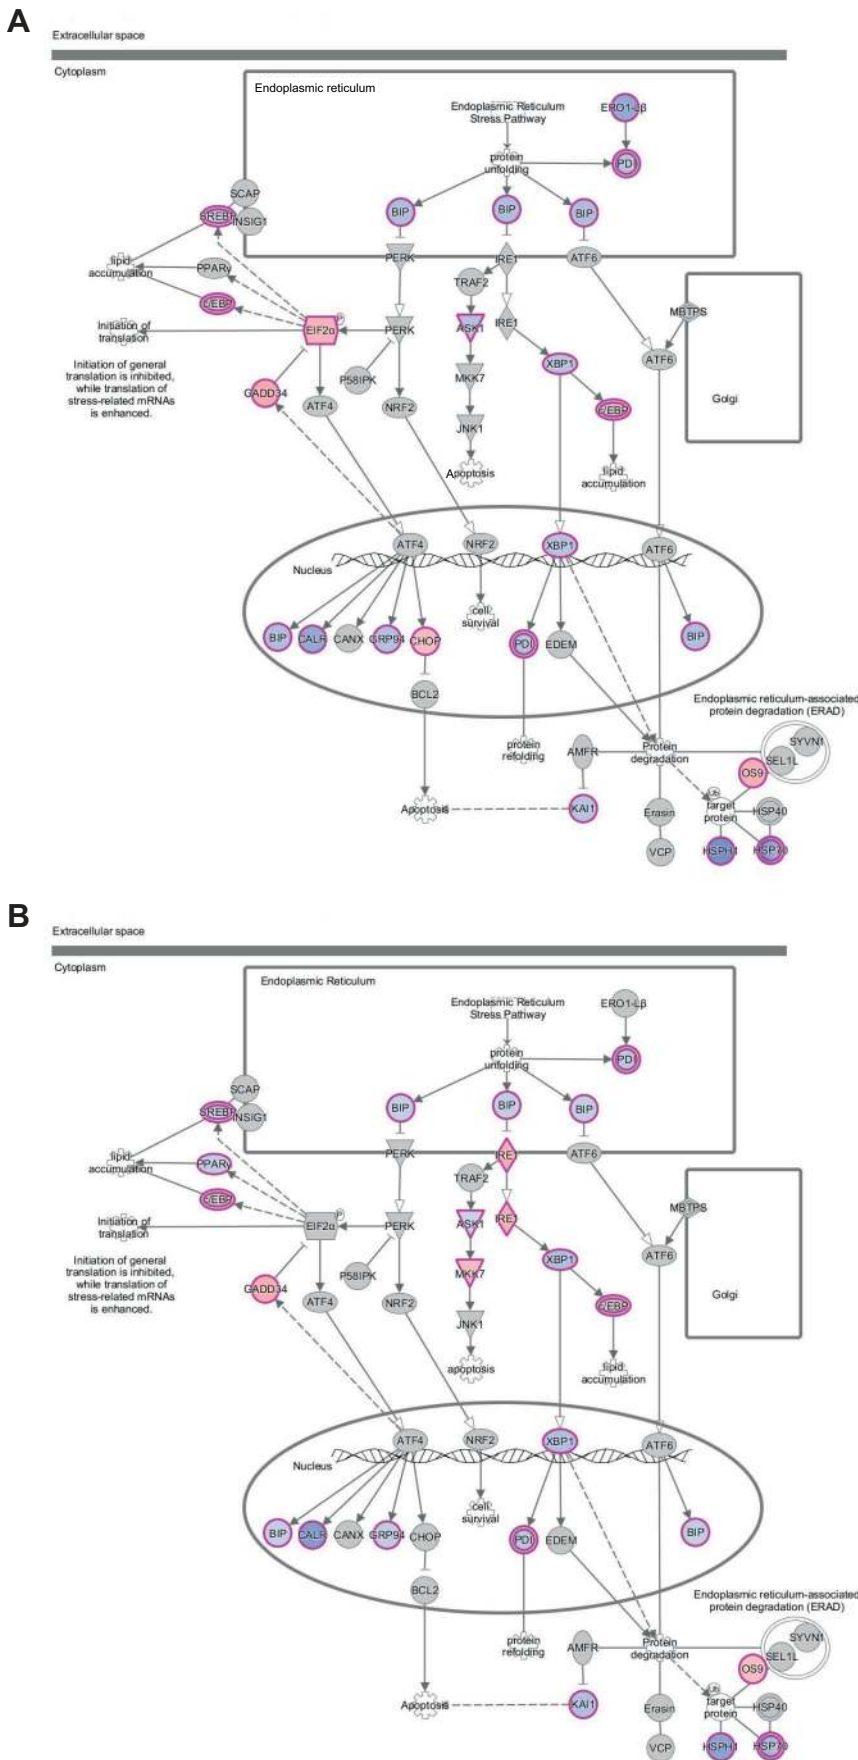 A
Extracellular space
Cytoplasm
Endoplasmic reticulum
Endoplasmic Reticulum
Stress Pathway
ERO1-Lβ
protein
unfolding
PDI
SCAP
SREBP
INSIG1
BIP
BIP
BIP
lipid
accumulation
PPARγ
PERK
IRE1
ATF6
TRAF2
C/EBP
MBTPS
Initiation of
translation
EIF2α
P
PERK
ASK1
IRE1
ATF6
Initiation of general
translation is inhibited,
while translation of
stress-related mRNAs
is enhanced.
P58IPK
MKK7
XBP1
GADD34
ATF4
NRF2
C/EBP
Golgi
JNK1
Apoptosis
lipid
accumulation
ATF4
NRF2
XBP1
ATF6
Nucleus
cell
survival
BIP
CALR
CANX
GRP94
CHOP
PDI
EDEM
BIP
BCL2
Endoplasmic reticulum-associated
protein degradation (ERAD)
protein
refolding
AMFR
Protein
degradation
SYVN1
SEL1L
OS9
Ub
Apoptosis
KAI1
Erasin
target
protein
HSP40
VCP
HSPH1
HSP70
B
Extracellular space
Cytoplasm
Endoplasmic Reticulum
Endoplasmic Reticulum
Stress Pathway
ERO1-Lβ
protein
unfolding
PDI
SCAP
SREBP
INSIG1
BIP
BIP
BIP
lipid
accumulation
PPARγ
PERK
IRE1
ATF6
TRAF2
C/EBP
MBTPS
Initiation of
translation
EIF2α
P
PERK
ASK1
IRE1
ATF6
Initiation of general
translation is inhibited,
while translation of
stress-related mRNAs
is enhanced.
P58IPK
MKK7
XBP1
GADD34
ATF4
NRF2
C/EBP
Golgi
JNK1
apoptosis
lipid
accumulation
ATF4
NRF2
XBP1
ATF6
Nucleus
cell
survival
BIP
CALR
CANX
GRP94
CHOP
PDI
EDEM
BIP
BCL2
Endoplasmic reticulum-associated
protein degradation (ERAD)
protein
refolding
AMFR
Protein
degradation
SYVN1
SEL1L
OS9
Ub
Apoptosis
KAI1
Erasin
target
protein
HSP40
VCP
HSPH1
HSP70